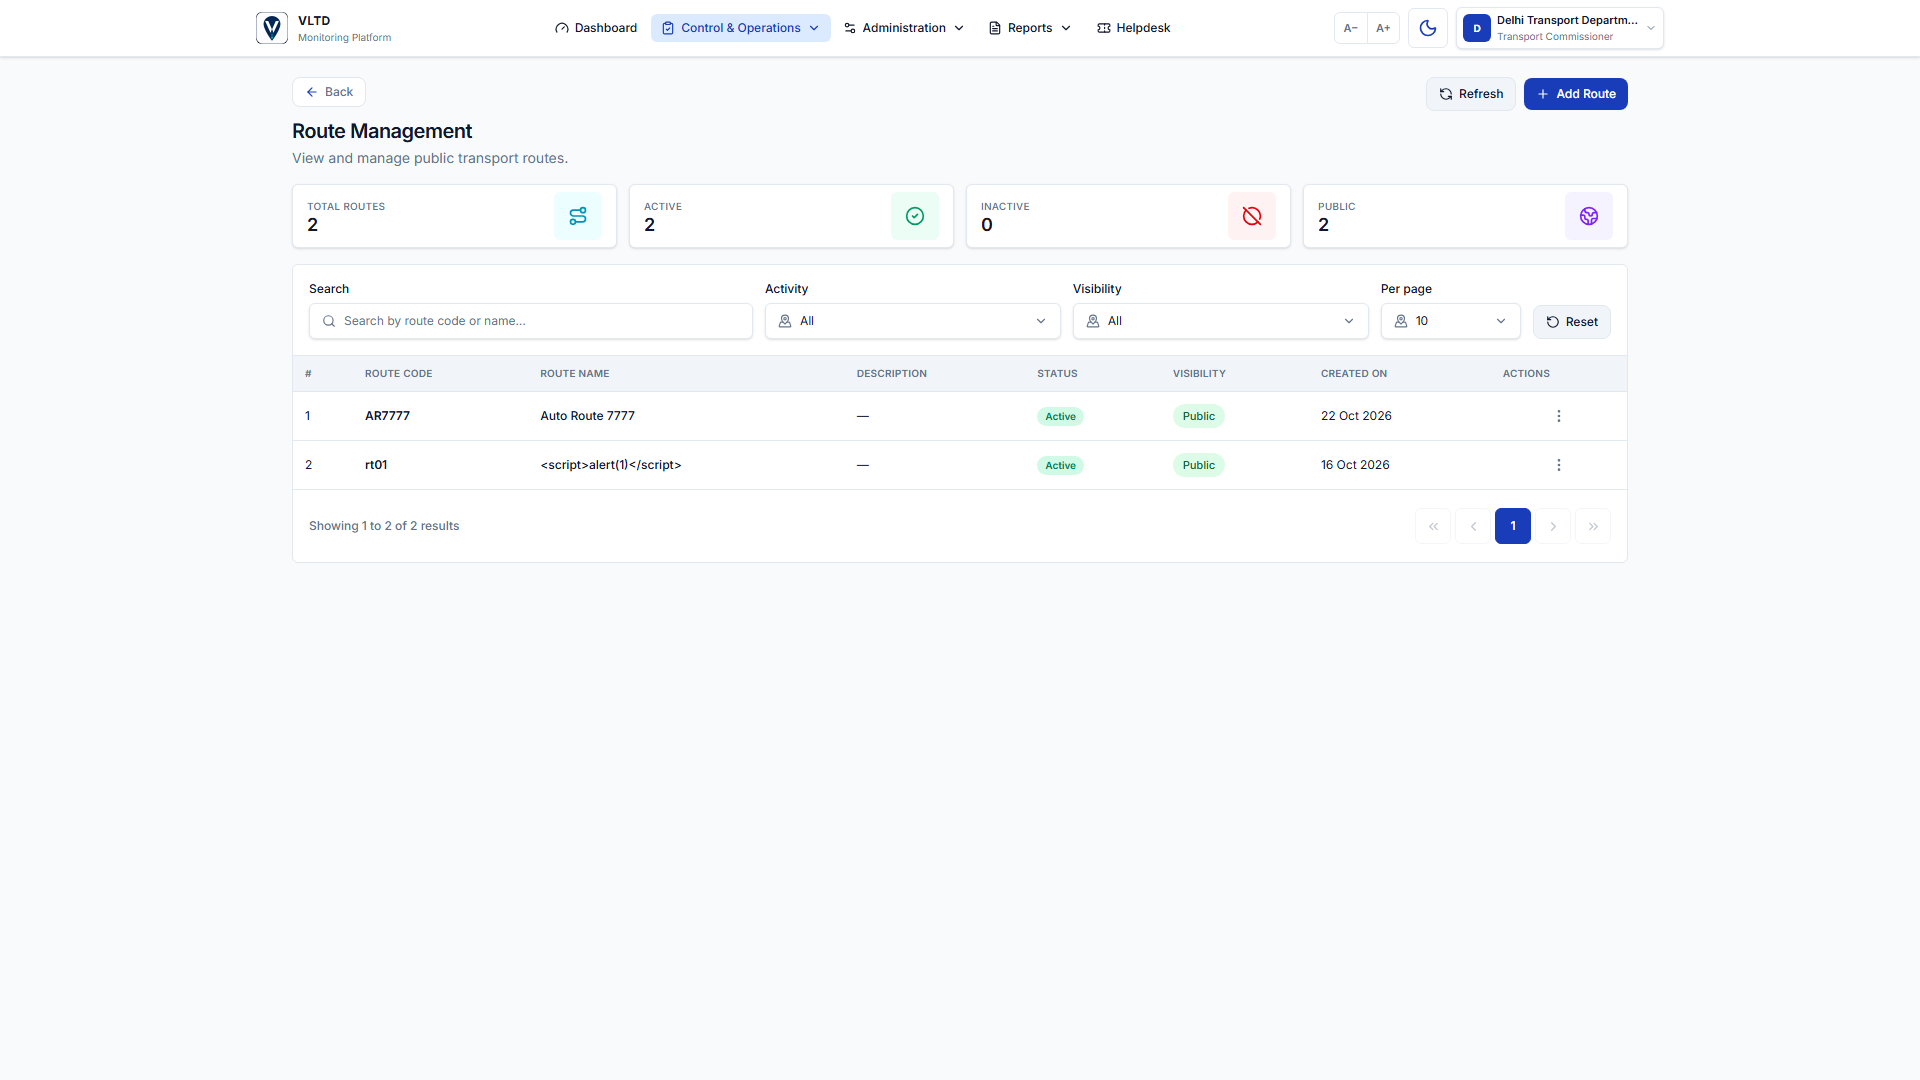 VLTD
Monitoring Platform
Dashboard
Control & Operations
Administration
Reports
Helpdesk
A−
A+
D
Delhi Transport Departm...
Transport Commissioner
Back
Refresh
Add Route
Route Management
View and manage public transport routes.
TOTAL ROUTES
2
ACTIVE
2
INACTIVE
0
PUBLIC
2
Search
Search by route code or name...
Activity
All
Visibility
All
Per page
10
Reset
# ROUTE CODE ROUTE NAME DESCRIPTION STATUS VISIBILITY CREATED ON ACTIONS
1 AR7777 Auto Route 7777 — Active Public 22 Oct 2026
2 rt01 <script>alert(1)</script> — Active Public 16 Oct 2026
Showing 1 to 2 of 2 results
« ‹ 1 › »